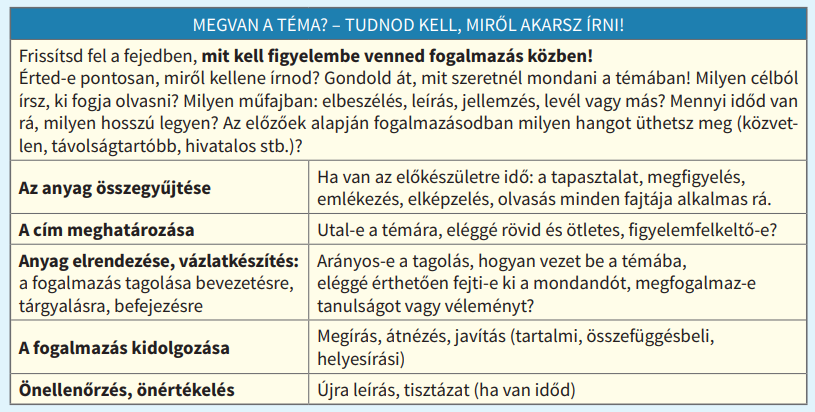 MEGVAN A TÉMA? – TUDNOD KELL, MIRŐL AKARSZ ÍRNI!
Frissítsd fel a fejedben, mit kell figyelembe venned fogalmazás közben!
Érted-e pontosan, miről kellene írnod? Gondold át, mit szeretnél mondani a témában! Milyen célból
írsz, ki fogja olvasni? Milyen műfajban: elbeszélés, leírás, jellemzés, levél vagy más? Mennyi időd van
rá, milyen hosszú legyen? Az előzőek alapján fogalmazásodban milyen hangot üthetsz meg (közvet-
len, távolságtartóbb, hivatalos stb.)?
Az anyag összegyűjtése
Ha van az előkészületre idő: a tapasztalat, megfigyelés,
emlékezés, elképzelés, olvasás minden fajtája alkalmas rá.
A cím meghatározása
Utal-e a témára, eléggé rövid és ötletes, figyelemfelkeltő-e?
Anyag elrendezése, vázlatkészítés:
a fogalmazás tagolása bevezetésre,
tárgyalásra, befejezésre
Arányos-e a tagolás, hogyan vezet be a témába,
eléggé érthetően fejti-e ki a mondandót, megfogalmaz-e
tanulságot vagy véleményt?
A fogalmazás kidolgozása
Megírás, átnézés, javítás (tartalmi, összefüggésbeli,
helyesírási)
Önellenőrzés, önértékelés
Újra leírás, tisztázat (ha van időd)